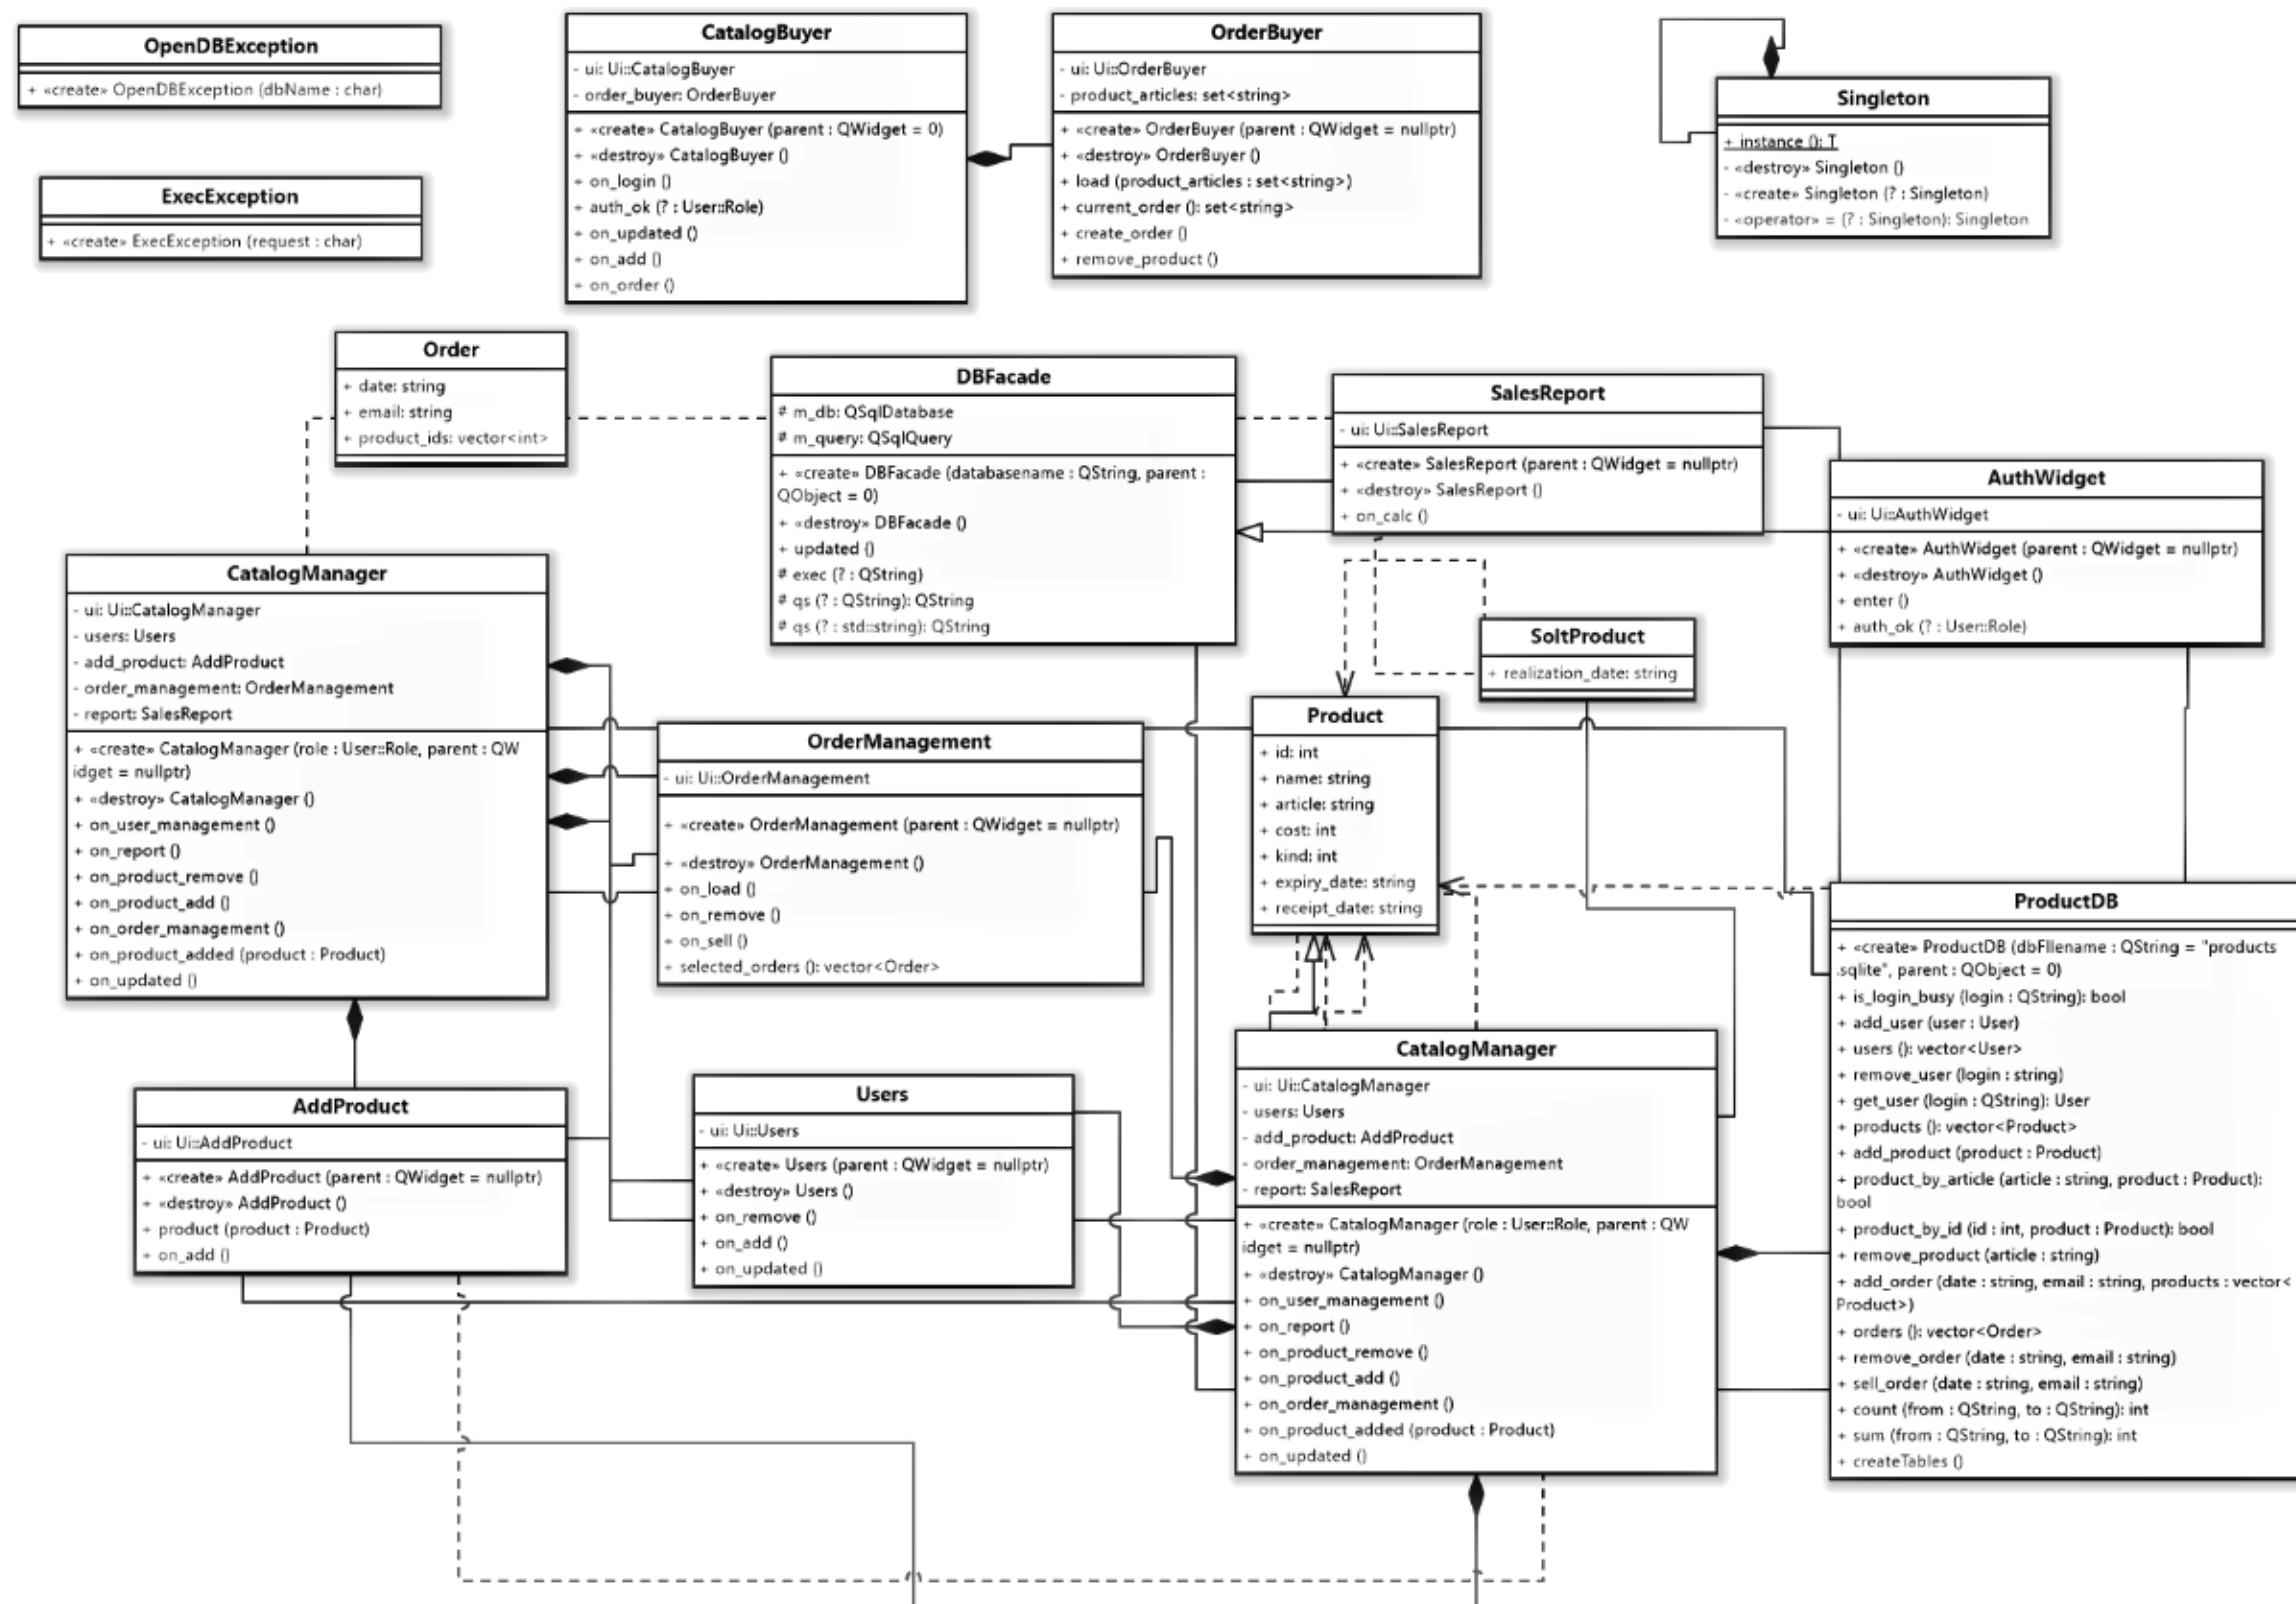 OpenDBException
+ «create» OpenDBException (dbName : char)
ExecException
+ «create» ExecException (request : char)
CatalogBuyer
- ui: Ui::CatalogBuyer
- order_buyer: OrderBuyer
+ «create» CatalogBuyer (parent : QWidget = 0)
+ «destroy» CatalogBuyer ()
+ on_login ()
+ auth_ok (? : User::Role)
+ on_updated ()
+ on_add ()
+ on_order ()
OrderBuyer
- ui: Ui::OrderBuyer
- product_articles: set<string>
+ «create» OrderBuyer (parent : QWidget = nullptr)
+ «destroy» OrderBuyer ()
+ load (product_articles : set<string>)
+ current_order (): set<string>
+ create_order ()
+ remove_product ()
Singleton
+ instance (): T
- «destroy» Singleton ()
- «create» Singleton (? : Singleton)
- «operator» = (? : Singleton): Singleton
Order
+ date: string
+ email: string
+ product_ids: vector<int>
DBFacade
# m_db: QSqlDatabase
# m_query: QSqlQuery
+ «create» DBFacade (databasename : QString, parent :
QObject = 0)
+ «destroy» DBFacade ()
+ updated ()
# exec (? : QString)
# qs (? : QString): QString
# qs (? : std::string): QString
SalesReport
- ui: Ui::SalesReport
+ «create» SalesReport (parent : QWidget = nullptr)
+ «destroy» SalesReport ()
+ on_calc ()
AuthWidget
- ui: Ui::AuthWidget
+ «create» AuthWidget (parent : QWidget = nullptr)
+ «destroy» AuthWidget ()
+ enter ()
+ auth_ok (? : User::Role)
CatalogManager
- ui: Ui::CatalogManager
- users: Users
- add_product: AddProduct
- order_management: OrderManagement
- report: SalesReport
+ «create» CatalogManager (role : User::Role, parent : QW
idget = nullptr)
+ «destroy» CatalogManager ()
+ on_user_management ()
+ on_report ()
+ on_product_remove ()
+ on_product_add ()
+ on_order_management ()
+ on_product_added (product : Product)
+ on_updated ()
OrderManagement
- ui: Ui::OrderManagement
+ «create» OrderManagement (parent : QWidget = nullptr)
+ «destroy» OrderManagement ()
+ on_load ()
+ on_remove ()
+ on_sell ()
+ selected_orders (): vector<Order>
SoltProduct
+ realization_date: string
Product
+ id: int
+ name: string
+ article: string
+ cost: int
+ kind: int
+ expiry_date: string
+ receipt_date: string
ProductDB
+ «create» ProductDB (dbFIlename : QString = "products
.sqlite", parent : QObject = 0)
+ is_login_busy (login : QString): bool
+ add_user (user : User)
+ users (): vector<User>
+ remove_user (login : string)
+ get_user (login : QString): User
+ products (): vector<Product>
+ add_product (product : Product)
+ product_by_article (article : string, product : Product):
bool
+ product_by_id (id : int, product : Product): bool
+ remove_product (article : string)
+ add_order (date : string, email : string, products : vector<
Product>)
+ orders (): vector<Order>
+ remove_order (date : string, email : string)
+ sell_order (date : string, email : string)
+ count (from : QString, to : QString): int
+ sum (from : QString, to : QString): int
+ createTables ()
AddProduct
- ui: Ui::AddProduct
+ «create» AddProduct (parent : QWidget = nullptr)
+ «destroy» AddProduct ()
+ product (product : Product)
+ on_add ()
Users
- ui: Ui::Users
+ «create» Users (parent : QWidget = nullptr)
+ «destroy» Users ()
+ on_remove ()
+ on_add ()
+ on_updated ()
CatalogManager
- ui: Ui::CatalogManager
- users: Users
- add_product: AddProduct
- order_management: OrderManagement
- report: SalesReport
+ «create» CatalogManager (role : User::Role, parent : QW
idget = nullptr)
+ «destroy» CatalogManager ()
+ on_user_management ()
+ on_report ()
+ on_product_remove ()
+ on_product_add ()
+ on_order_management ()
+ on_product_added (product : Product)
+ on_updated ()